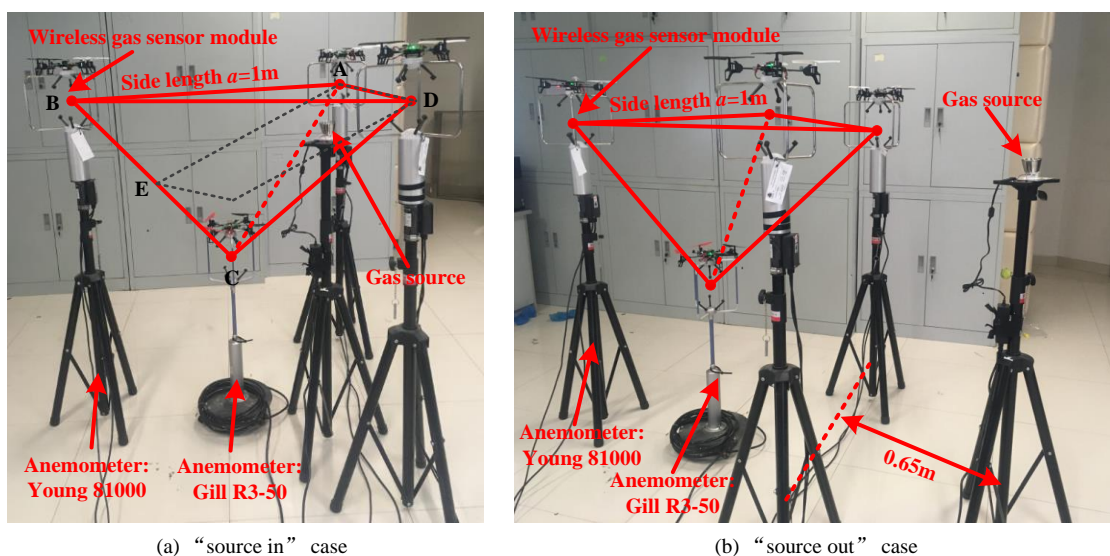 Wireless gas sensor module
Side length a=1m
A
B
D
E
C
Gas source
Anemometer:
Young 81000
Anemometer:
Gill R3-50
(a) “source in” case
Wireless gas sensor module
Side length a=1m
Gas source
0.65m
Anemometer:
Young 81000
Anemometer:
Gill R3-50
(b) “source out” case